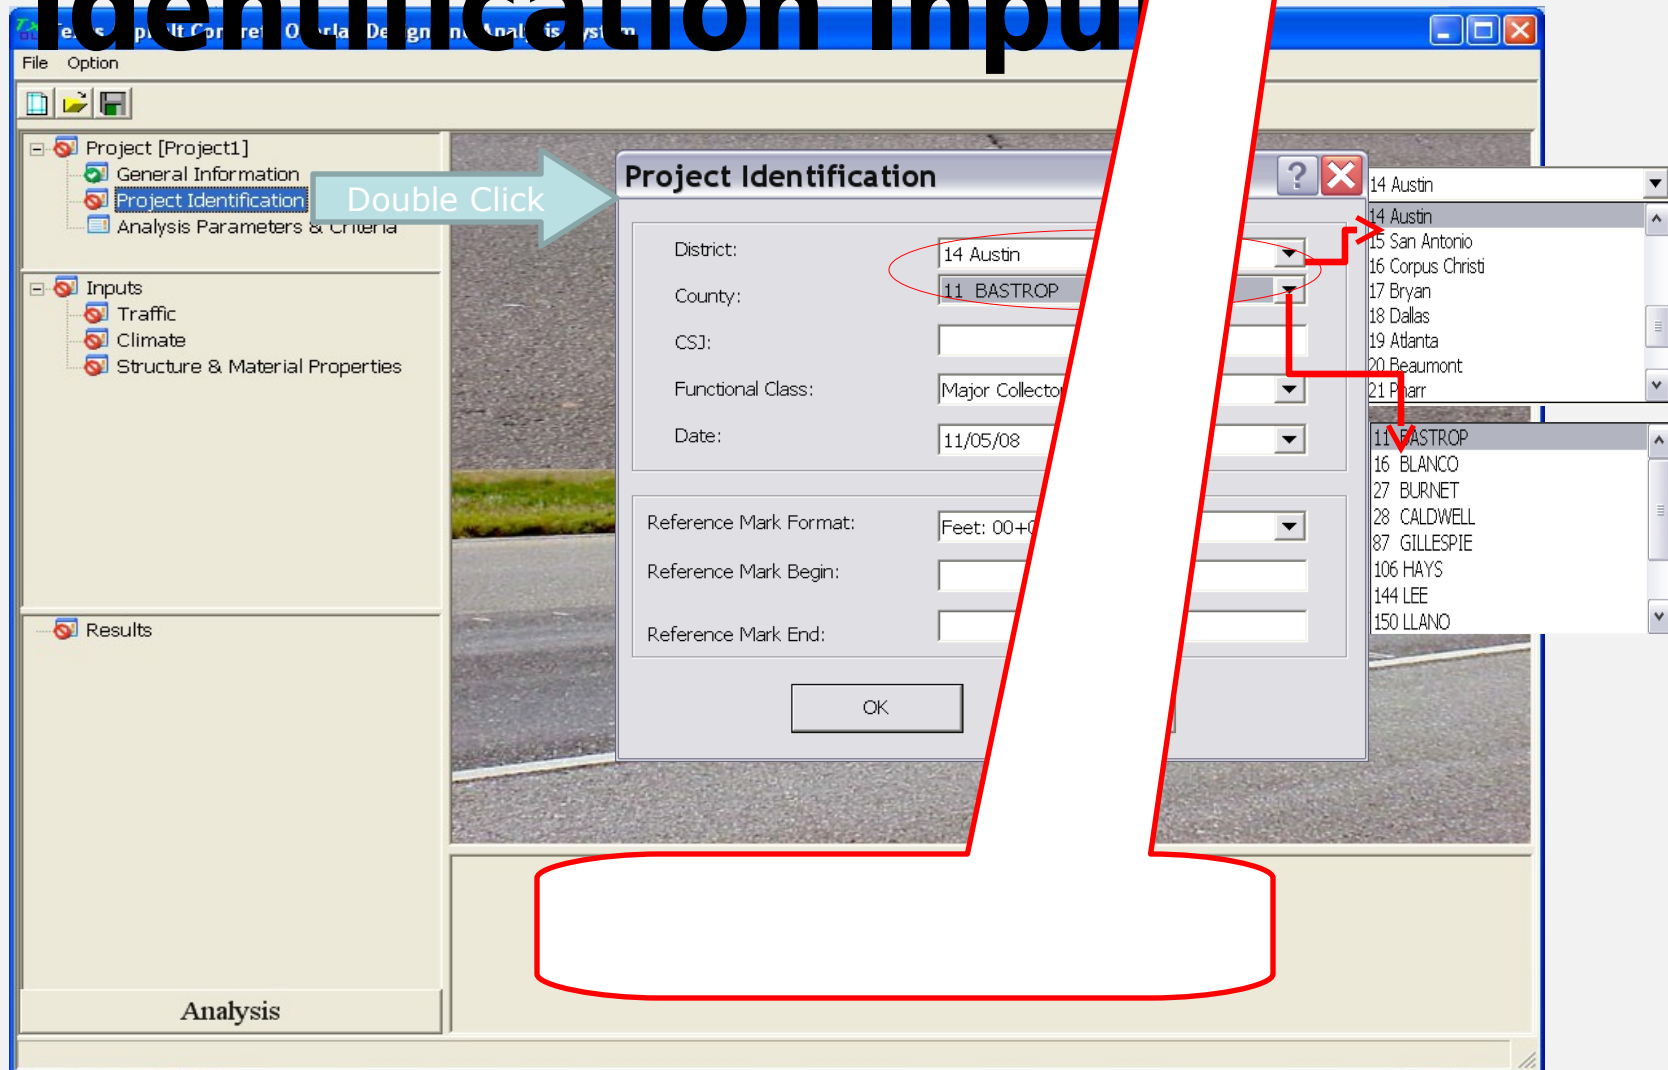 Identification Inpu
File Option
Project [Project1]
General Information
Project Identification
Analysis Parameters & Criteria
Double Click
Inputs
Traffic
Climate
Structure & Material Properties
Results
Analysis
Project Identification
District:
14 Austin
County:
11 BASTROP
CSJ:
Functional Class:
Major Collector
Date:
11/05/08
Reference Mark Format:
Feet: 00+0
Reference Mark Begin:
Reference Mark End:
OK
14 Austin
14 Austin
15 San Antonio
16 Corpus Christi
17 Bryan
18 Dallas
19 Atlanta
20 Beaumont
21 Pharr
11 BASTROP
16 BLANCO
27 BURNET
28 CALDWELL
87 GILLESPIE
106 HAYS
144 LEE
150 LLANO